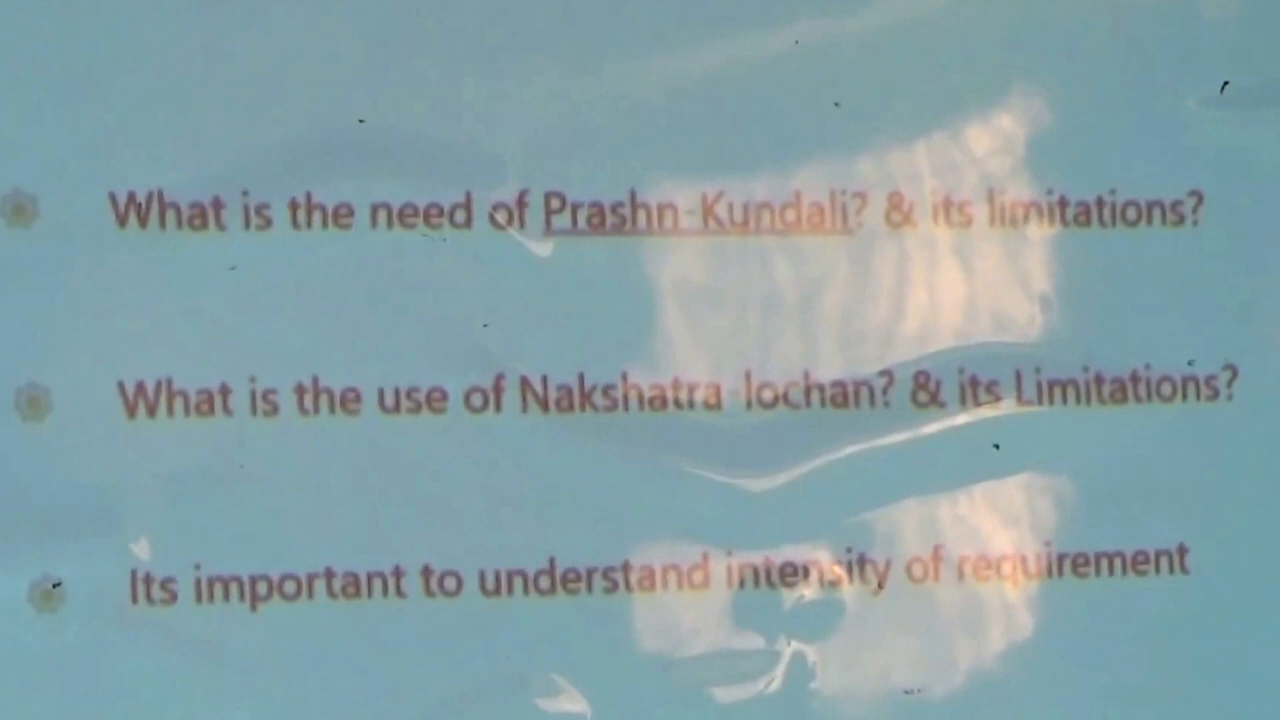 What is the need of Prashn-Kundali? & its limitations?
What is the use of Nakshatra-lochan? & its Limitations?
Its important to understand intensity of requirement